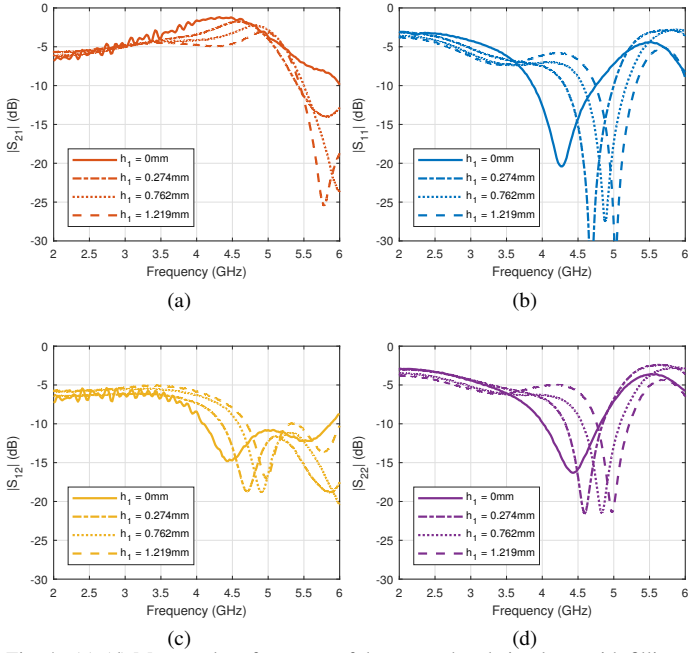 0
-5
-10
-15
-20
-25
-30
|S21| (dB)
h1 = 0mm
h1 = 0.274mm
h1 = 0.762mm
h1 = 1.219mm
2 2.5 3 3.5 4 4.5 5 5.5 6
Frequency (GHz)
(a)
0
-5
-10
-15
-20
-25
-30
|S11| (dB)
h1 = 0mm
h1 = 0.274mm
h1 = 0.762mm
h1 = 1.219mm
2 2.5 3 3.5 4 4.5 5 5.5 6
Frequency (GHz)
(b)
0
-5
-10
-15
-20
-25
-30
|S12| (dB)
h1 = 0mm
h1 = 0.274mm
h1 = 0.762mm
h1 = 1.219mm
2 2.5 3 3.5 4 4.5 5 5.5 6
Frequency (GHz)
(c)
0
-5
-10
-15
-20
-25
-30
|S22| (dB)
h1 = 0mm
h1 = 0.274mm
h1 = 0.762mm
h1 = 1.219mm
2 2.5 3 3.5 4 4.5 5 5.5 6
Frequency (GHz)
(d)